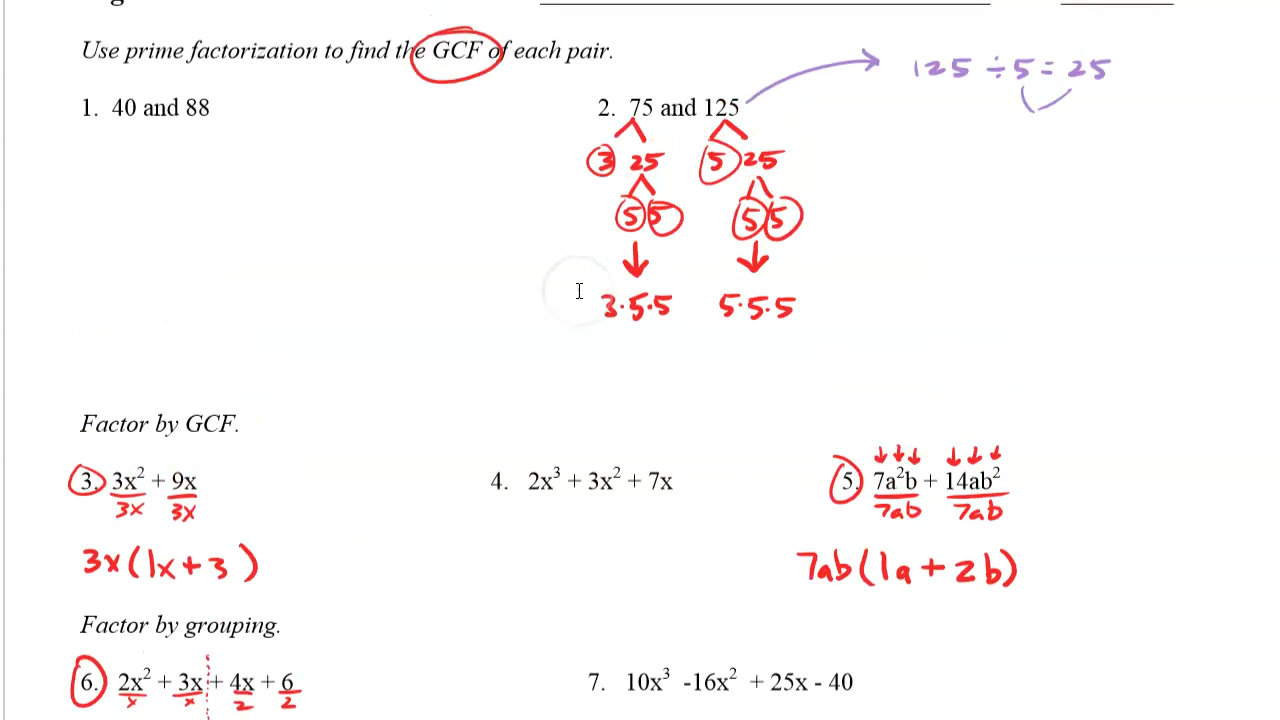 Use prime factorization to find the GCF of each pair.
125 ÷ 5 = 25
1. 40 and 88
2. 75 and 125
3 25 5 25
5 5 5 5
3·5·5 5·5·5
Factor by GCF.
3. 3x² + 9x
3x 3x
3x(1x + 3)
4. 2x³ + 3x² + 7x
5. 7a²b + 14ab²
7ab 7ab
7ab(1a + 2b)
Factor by grouping.
6. 2x² + 3x + 4x + 6
x x 2 2
7. 10x³ -16x² + 25x - 40